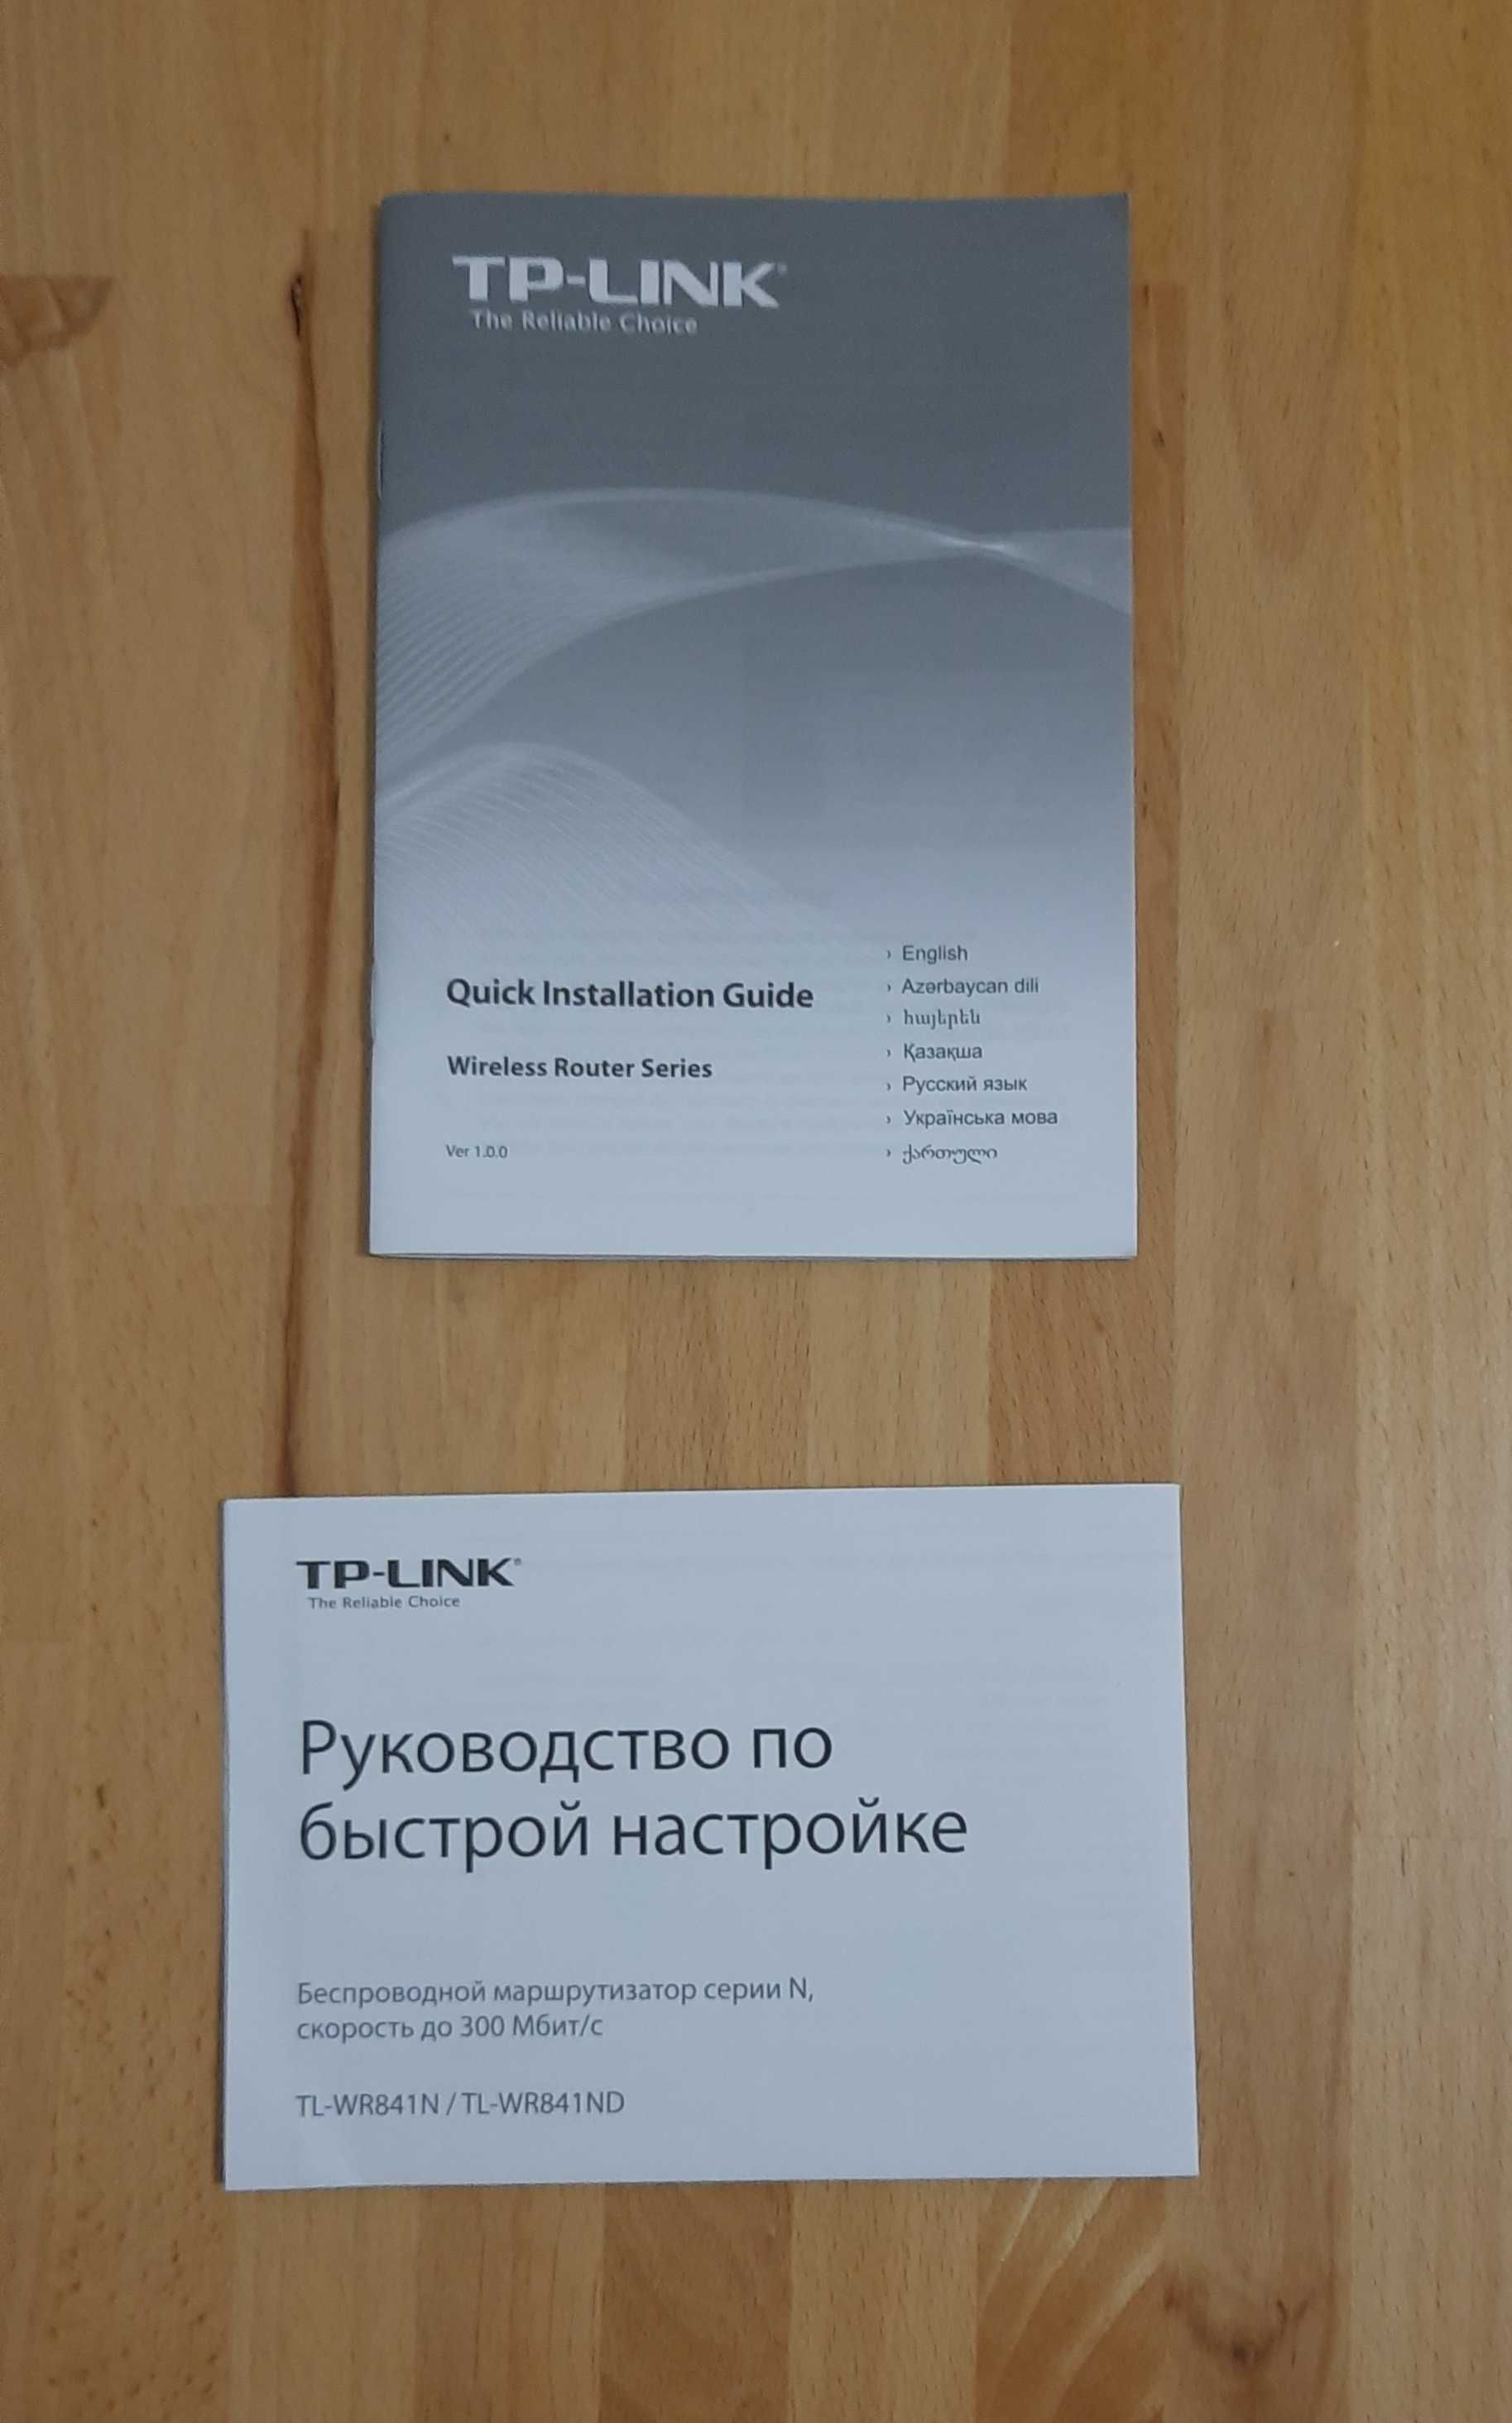 TP-LINK®
The Reliable Choice
Quick Installation Guide
Wireless Router Series
Ver 1.0.0
› English
› Azərbaycan dili
› հայերեն
› Қазақша
› Русский язык
› Українська мова
› ქართული
TP-LINK®
The Reliable Choice
Руководство по
быстрой настройке
Беспроводной маршрутизатор серии N,
скорость до 300 Мбит/с
TL-WR841N / TL-WR841ND